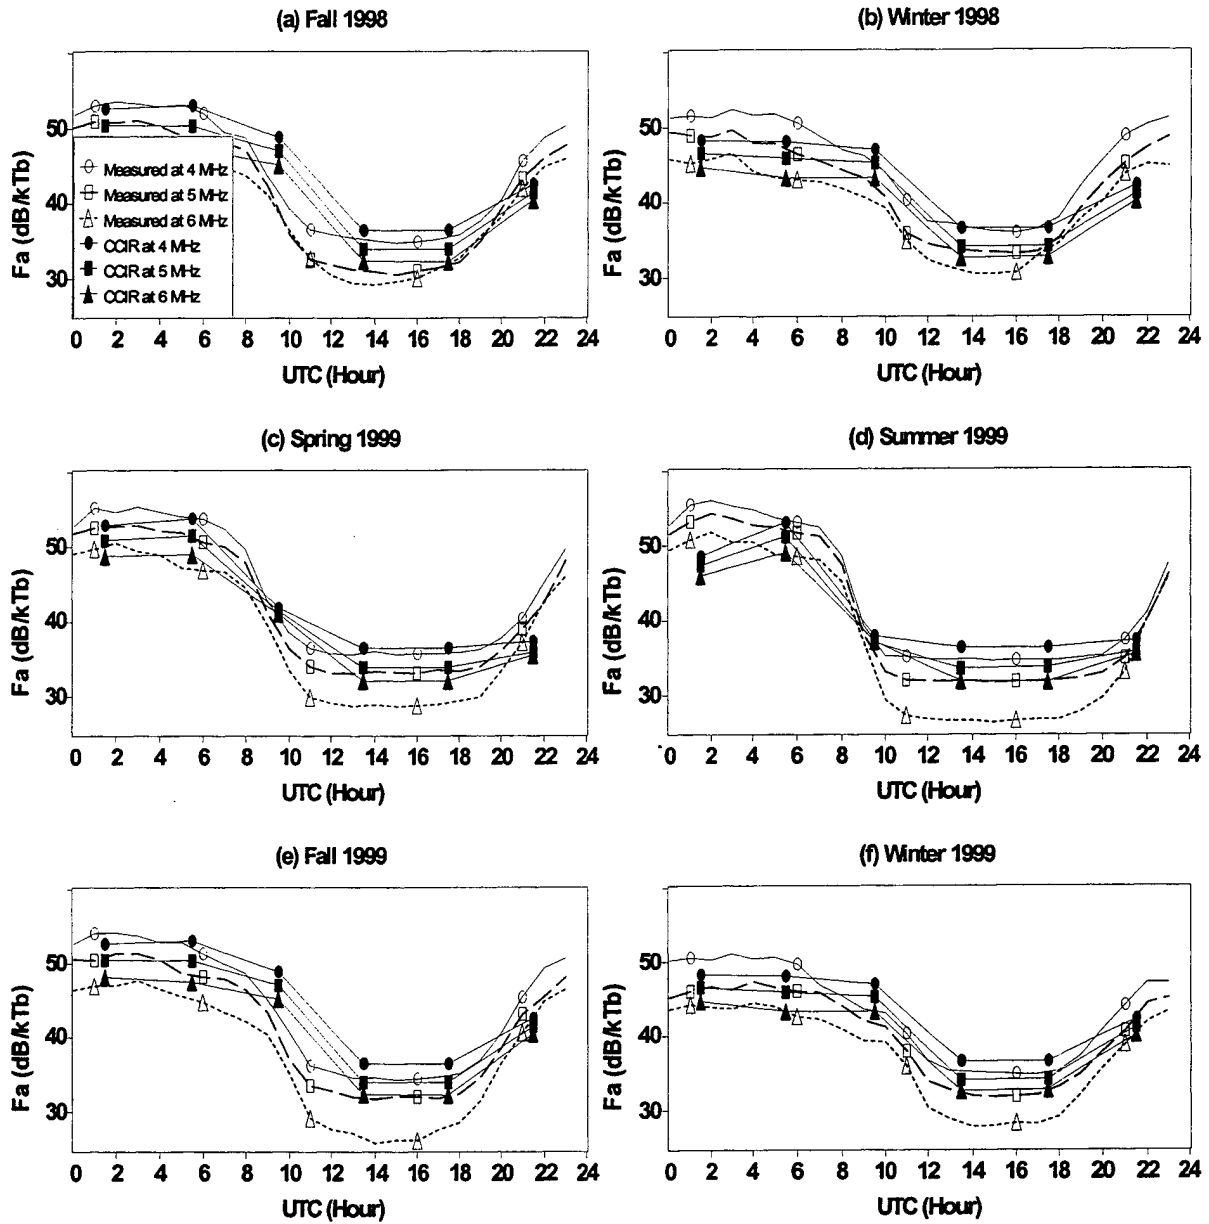 (a) Fall 1998
Fa (dB/kTb)
50
40
30
Measured at 4 MHz
Measured at 5 MHz
Measured at 6 MHz
CCIR at 4 MHz
CCIR at 5 MHz
CCIR at 6 MHz
0 2 4 6 8 10 12 14 16 18 20 22 24
UTC (Hour)
(b) Winter 1998
Fa (dB/kTb)
50
40
30
0 2 4 6 8 10 12 14 16 18 20 22 24
UTC (Hour)
(c) Spring 1999
Fa (dB/kTb)
50
40
30
0 2 4 6 8 10 12 14 16 18 20 22 24
UTC (Hour)
(d) Summer 1999
Fa (dB/kTb)
50
40
30
0 2 4 6 8 10 12 14 16 18 20 22 24
UTC (Hour)
(e) Fall 1999
Fa (dB/kTb)
50
40
30
0 2 4 6 8 10 12 14 16 18 20 22 24
UTC (Hour)
(f) Winter 1999
Fa (dB/kTb)
50
40
30
0 2 4 6 8 10 12 14 16 18 20 22 24
UTC (Hour)